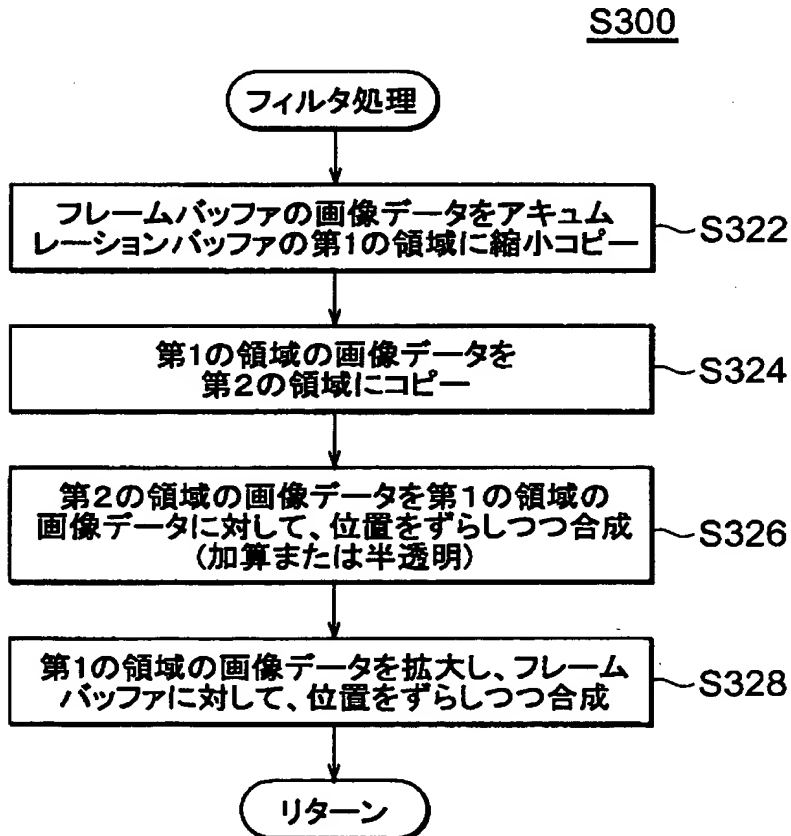 S300
フィルタ処理
フレームバッファの画像データをアキュム
レーションバッファの第1の領域に縮小コピー
S322
第1の領域の画像データを
第2の領域にコピー
S324
第2の領域の画像データを第1の領域の
画像データに対して、位置をずらしつつ合成
(加算または半透明)
S326
第1の領域の画像データを拡大し、フレーム
バッファに対して、位置をずらしつつ合成
S328
リターン